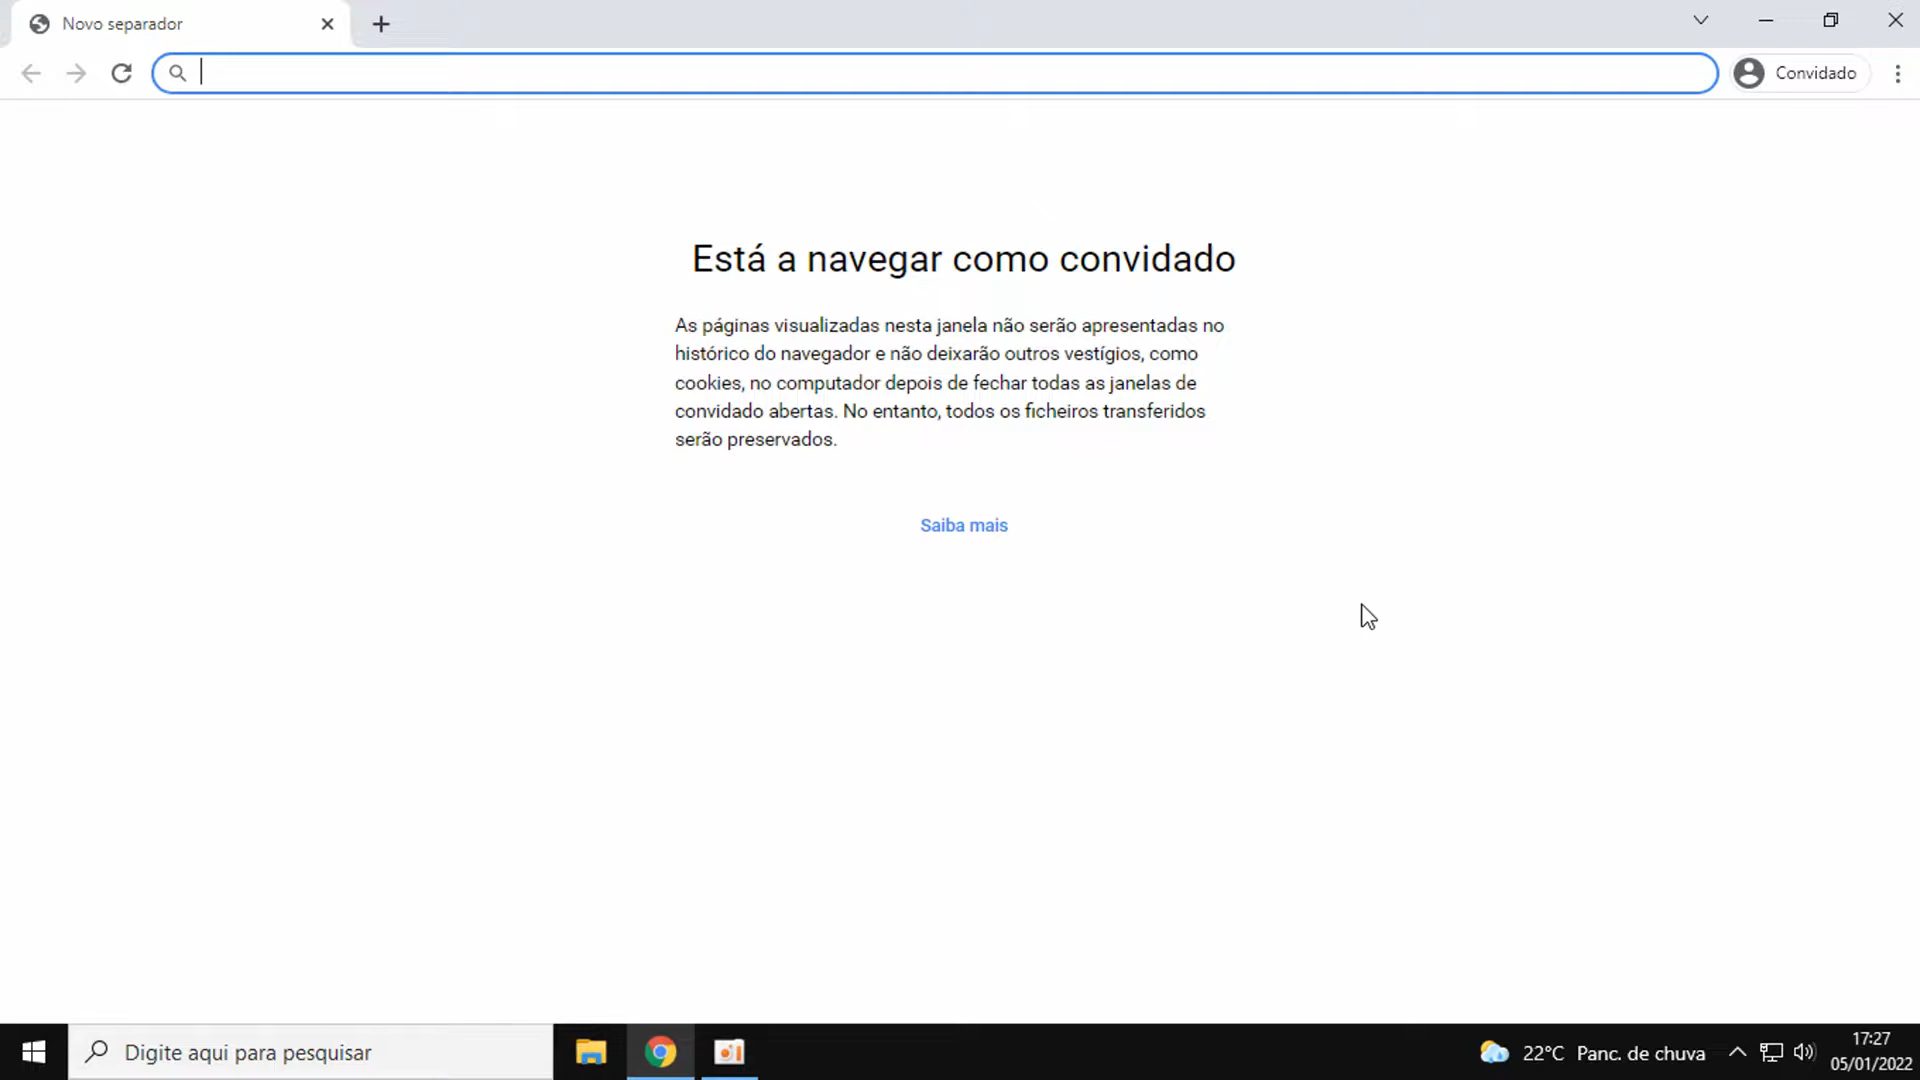 Novo separador
Convidado
Está a navegar como convidado
As páginas visualizadas nesta janela não serão apresentadas no
histórico do navegador e não deixarão outros vestígios, como
cookies, no computador depois de fechar todas as janelas de
convidado abertas. No entanto, todos os ficheiros transferidos
serão preservados.
Saiba mais
Digite aqui para pesquisar
22°C Panc. de chuva
17:27
05/01/2022